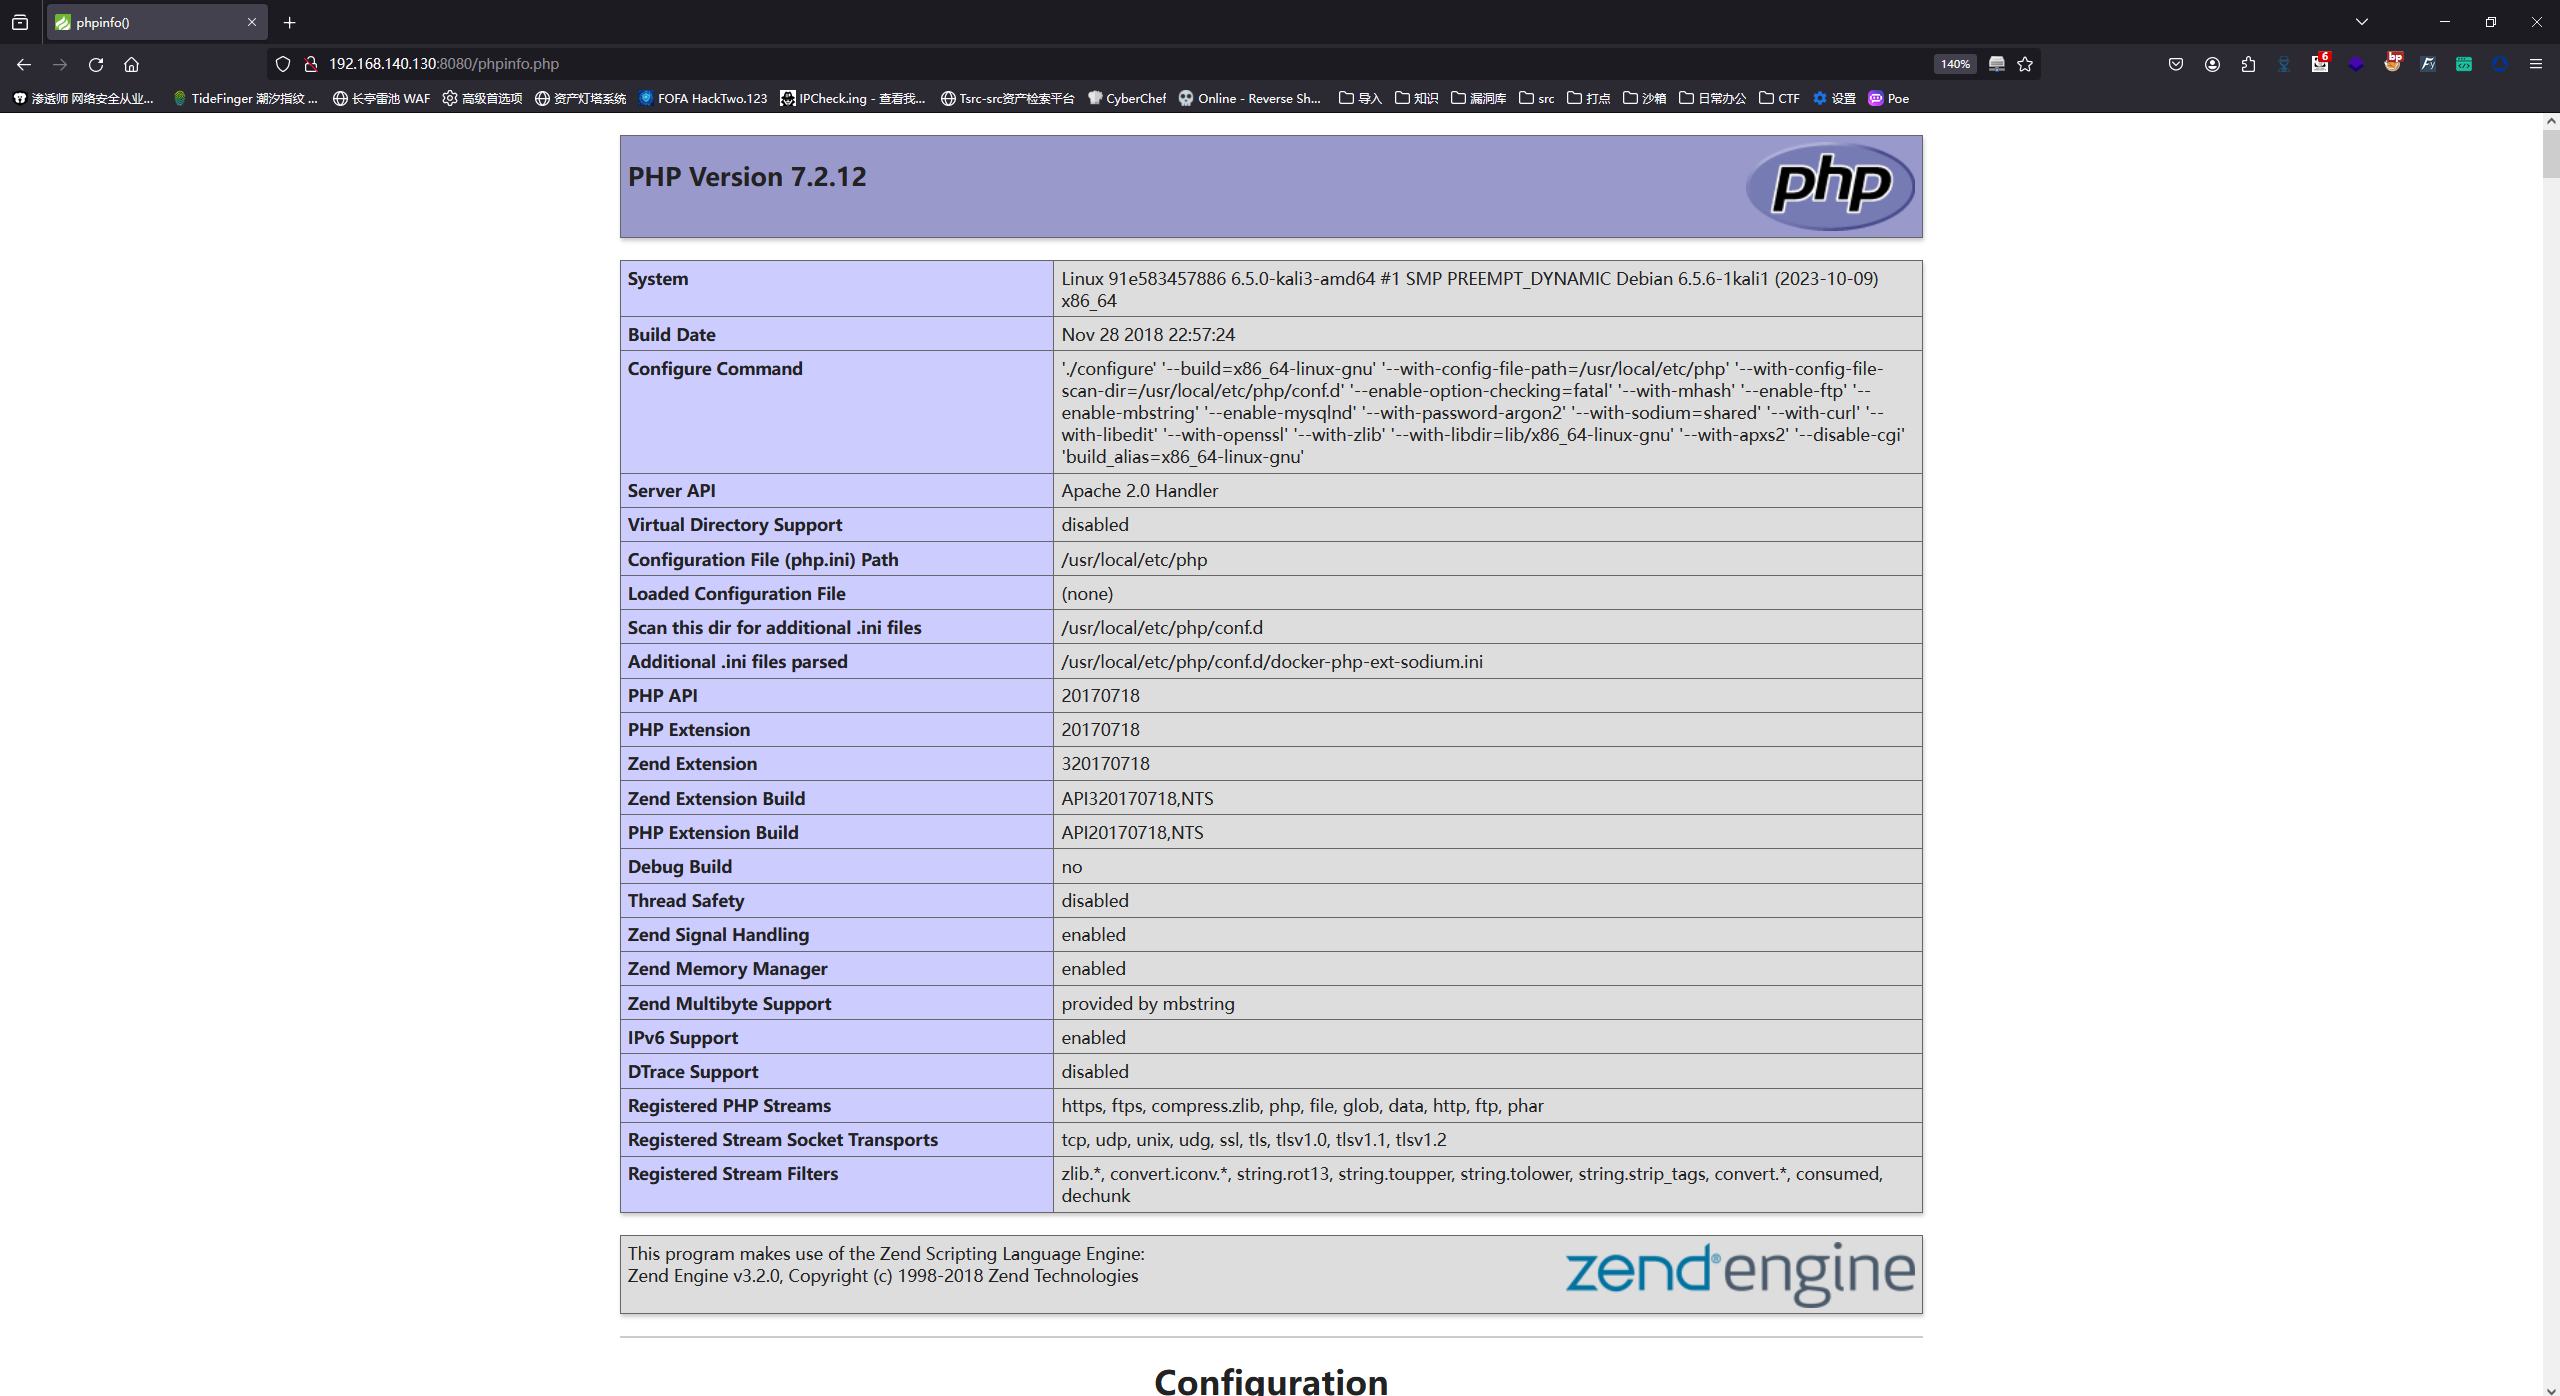 phpinfo()
192.168.140.130:8080/phpinfo.php
140%
6
bp
渗透师 网络安全从业...
TideFinger 潮汐指纹 ...
长亭雷池 WAF
高级首选项
资产灯塔系统
FOFA HackTwo.123
IPCheck.ing - 查看我...
Tsrc-src资产检索平台
CyberChef
Online - Reverse Sh...
导入
知识
漏洞库
src
打点
沙箱
日常办公
CTF
设置
Poe
PHP Version 7.2.12
php
System
Linux 91e583457886 6.5.0-kali3-amd64 #1 SMP PREEMPT_DYNAMIC Debian 6.5.6-1kali1 (2023-10-09)
x86_64
Build Date
Nov 28 2018 22:57:24
Configure Command
'./configure' '--build=x86_64-linux-gnu' '--with-config-file-path=/usr/local/etc/php' '--with-config-file-
scan-dir=/usr/local/etc/php/conf.d' '--enable-option-checking=fatal' '--with-mhash' '--enable-ftp' '--
enable-mbstring' '--enable-mysqlnd' '--with-password-argon2' '--with-sodium=shared' '--with-curl' '--
with-libedit' '--with-openssl' '--with-zlib' '--with-libdir=lib/x86_64-linux-gnu' '--with-apxs2' '--disable-cgi'
'build_alias=x86_64-linux-gnu'
Server API
Apache 2.0 Handler
Virtual Directory Support
disabled
Configuration File (php.ini) Path
/usr/local/etc/php
Loaded Configuration File
(none)
Scan this dir for additional .ini files
/usr/local/etc/php/conf.d
Additional .ini files parsed
/usr/local/etc/php/conf.d/docker-php-ext-sodium.ini
PHP API
20170718
PHP Extension
20170718
Zend Extension
320170718
Zend Extension Build
API320170718,NTS
PHP Extension Build
API20170718,NTS
Debug Build
no
Thread Safety
disabled
Zend Signal Handling
enabled
Zend Memory Manager
enabled
Zend Multibyte Support
provided by mbstring
IPv6 Support
enabled
DTrace Support
disabled
Registered PHP Streams
https, ftps, compress.zlib, php, file, glob, data, http, ftp, phar
Registered Stream Socket Transports
tcp, udp, unix, udg, ssl, tls, tlsv1.0, tlsv1.1, tlsv1.2
Registered Stream Filters
zlib.*, convert.iconv.*, string.rot13, string.toupper, string.tolower, string.strip_tags, convert.*, consumed,
dechunk
This program makes use of the Zend Scripting Language Engine:
Zend Engine v3.2.0, Copyright (c) 1998-2018 Zend Technologies
zend®engine
Configuration